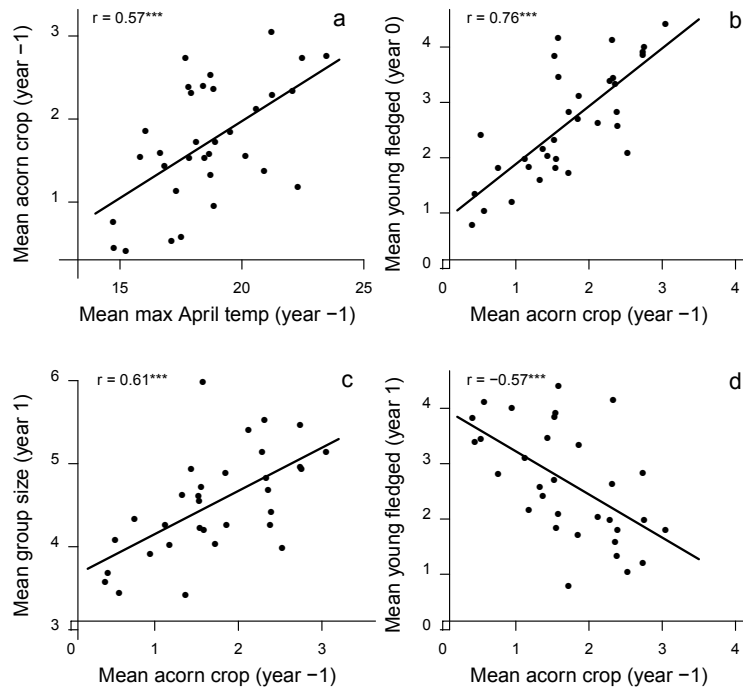 r = 0.57***
a
3
2
1
Mean acorn crop (year −1)
15
20
25
Mean max April temp (year −1)
r = 0.76***
b
4
3
2
1
0
Mean young fledged (year 0)
0
1
2
3
4
Mean acorn crop (year −1)
r = 0.61***
c
6
5
4
3
Mean group size (year 1)
0
1
2
3
Mean acorn crop (year −1)
r = −0.57***
d
4
3
2
1
0
Mean young fledged (year 1)
0
1
2
3
4
Mean acorn crop (year −1)